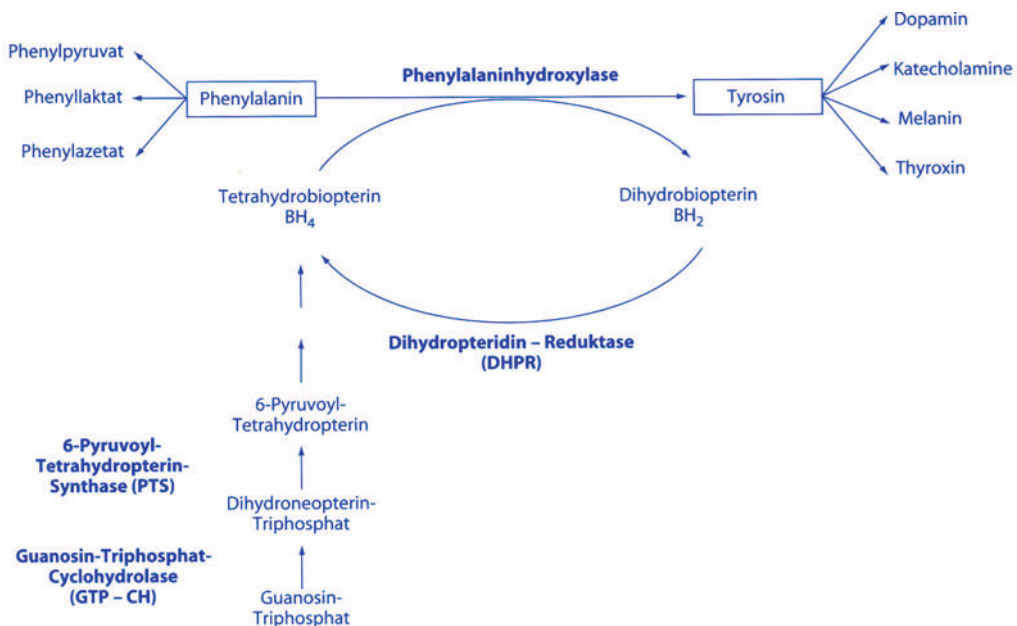 Dopamin
Phenylpyruvat
Phenylalaninhydroxylase
Katecholamine
Phenyllaktat
Phenylalanin
Tyrosin
Melanin
Phenylazetat
Thyroxin
Tetrahydrobiopterin
BH4
Dihydrobiopterin
BH2
Dihydropteridin – Reduktase
(DHPR)
6-Pyruvoyl-
Tetrahydropterin
6-Pyruvoyl-
Tetrahydropterin-
Synthase (PTS)
Dihydroneopterin-
Triphosphat
Guanosin-Triphosphat-
Cyclohydrolase
(GTP – CH)
Guanosin-
Triphosphat